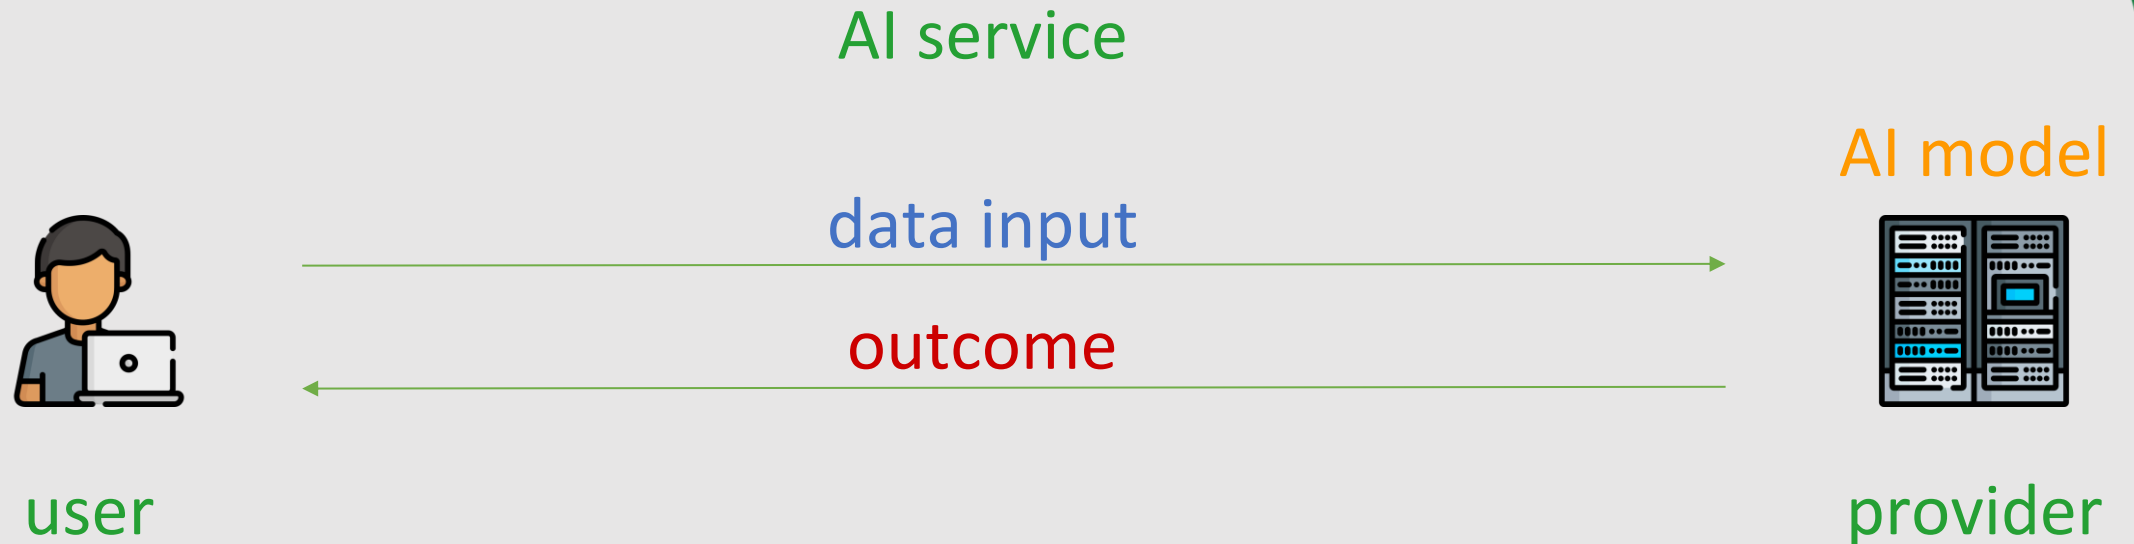 AI service
AI model
data input
outcome
user
provider